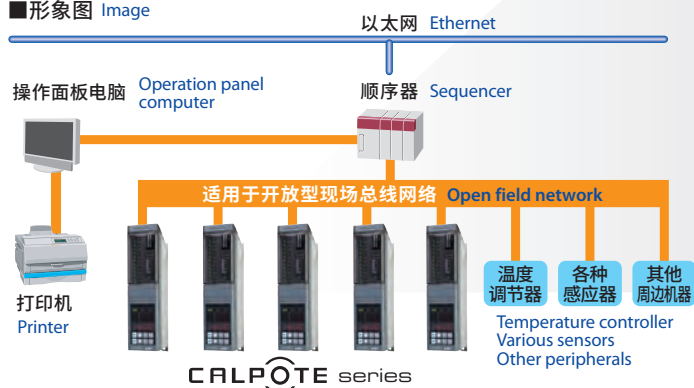 ■形象图 Image
以太网 Ethernet
操作面板电脑 Operation panel
computer
顺序器 Sequencer
适用于开放型现场总线网络 Open field network
打印机
Printer
温度
调节器
各种
感应器
其他
周边机器
Temperature controller
Various sensors
Other peripherals
CALPOTE series